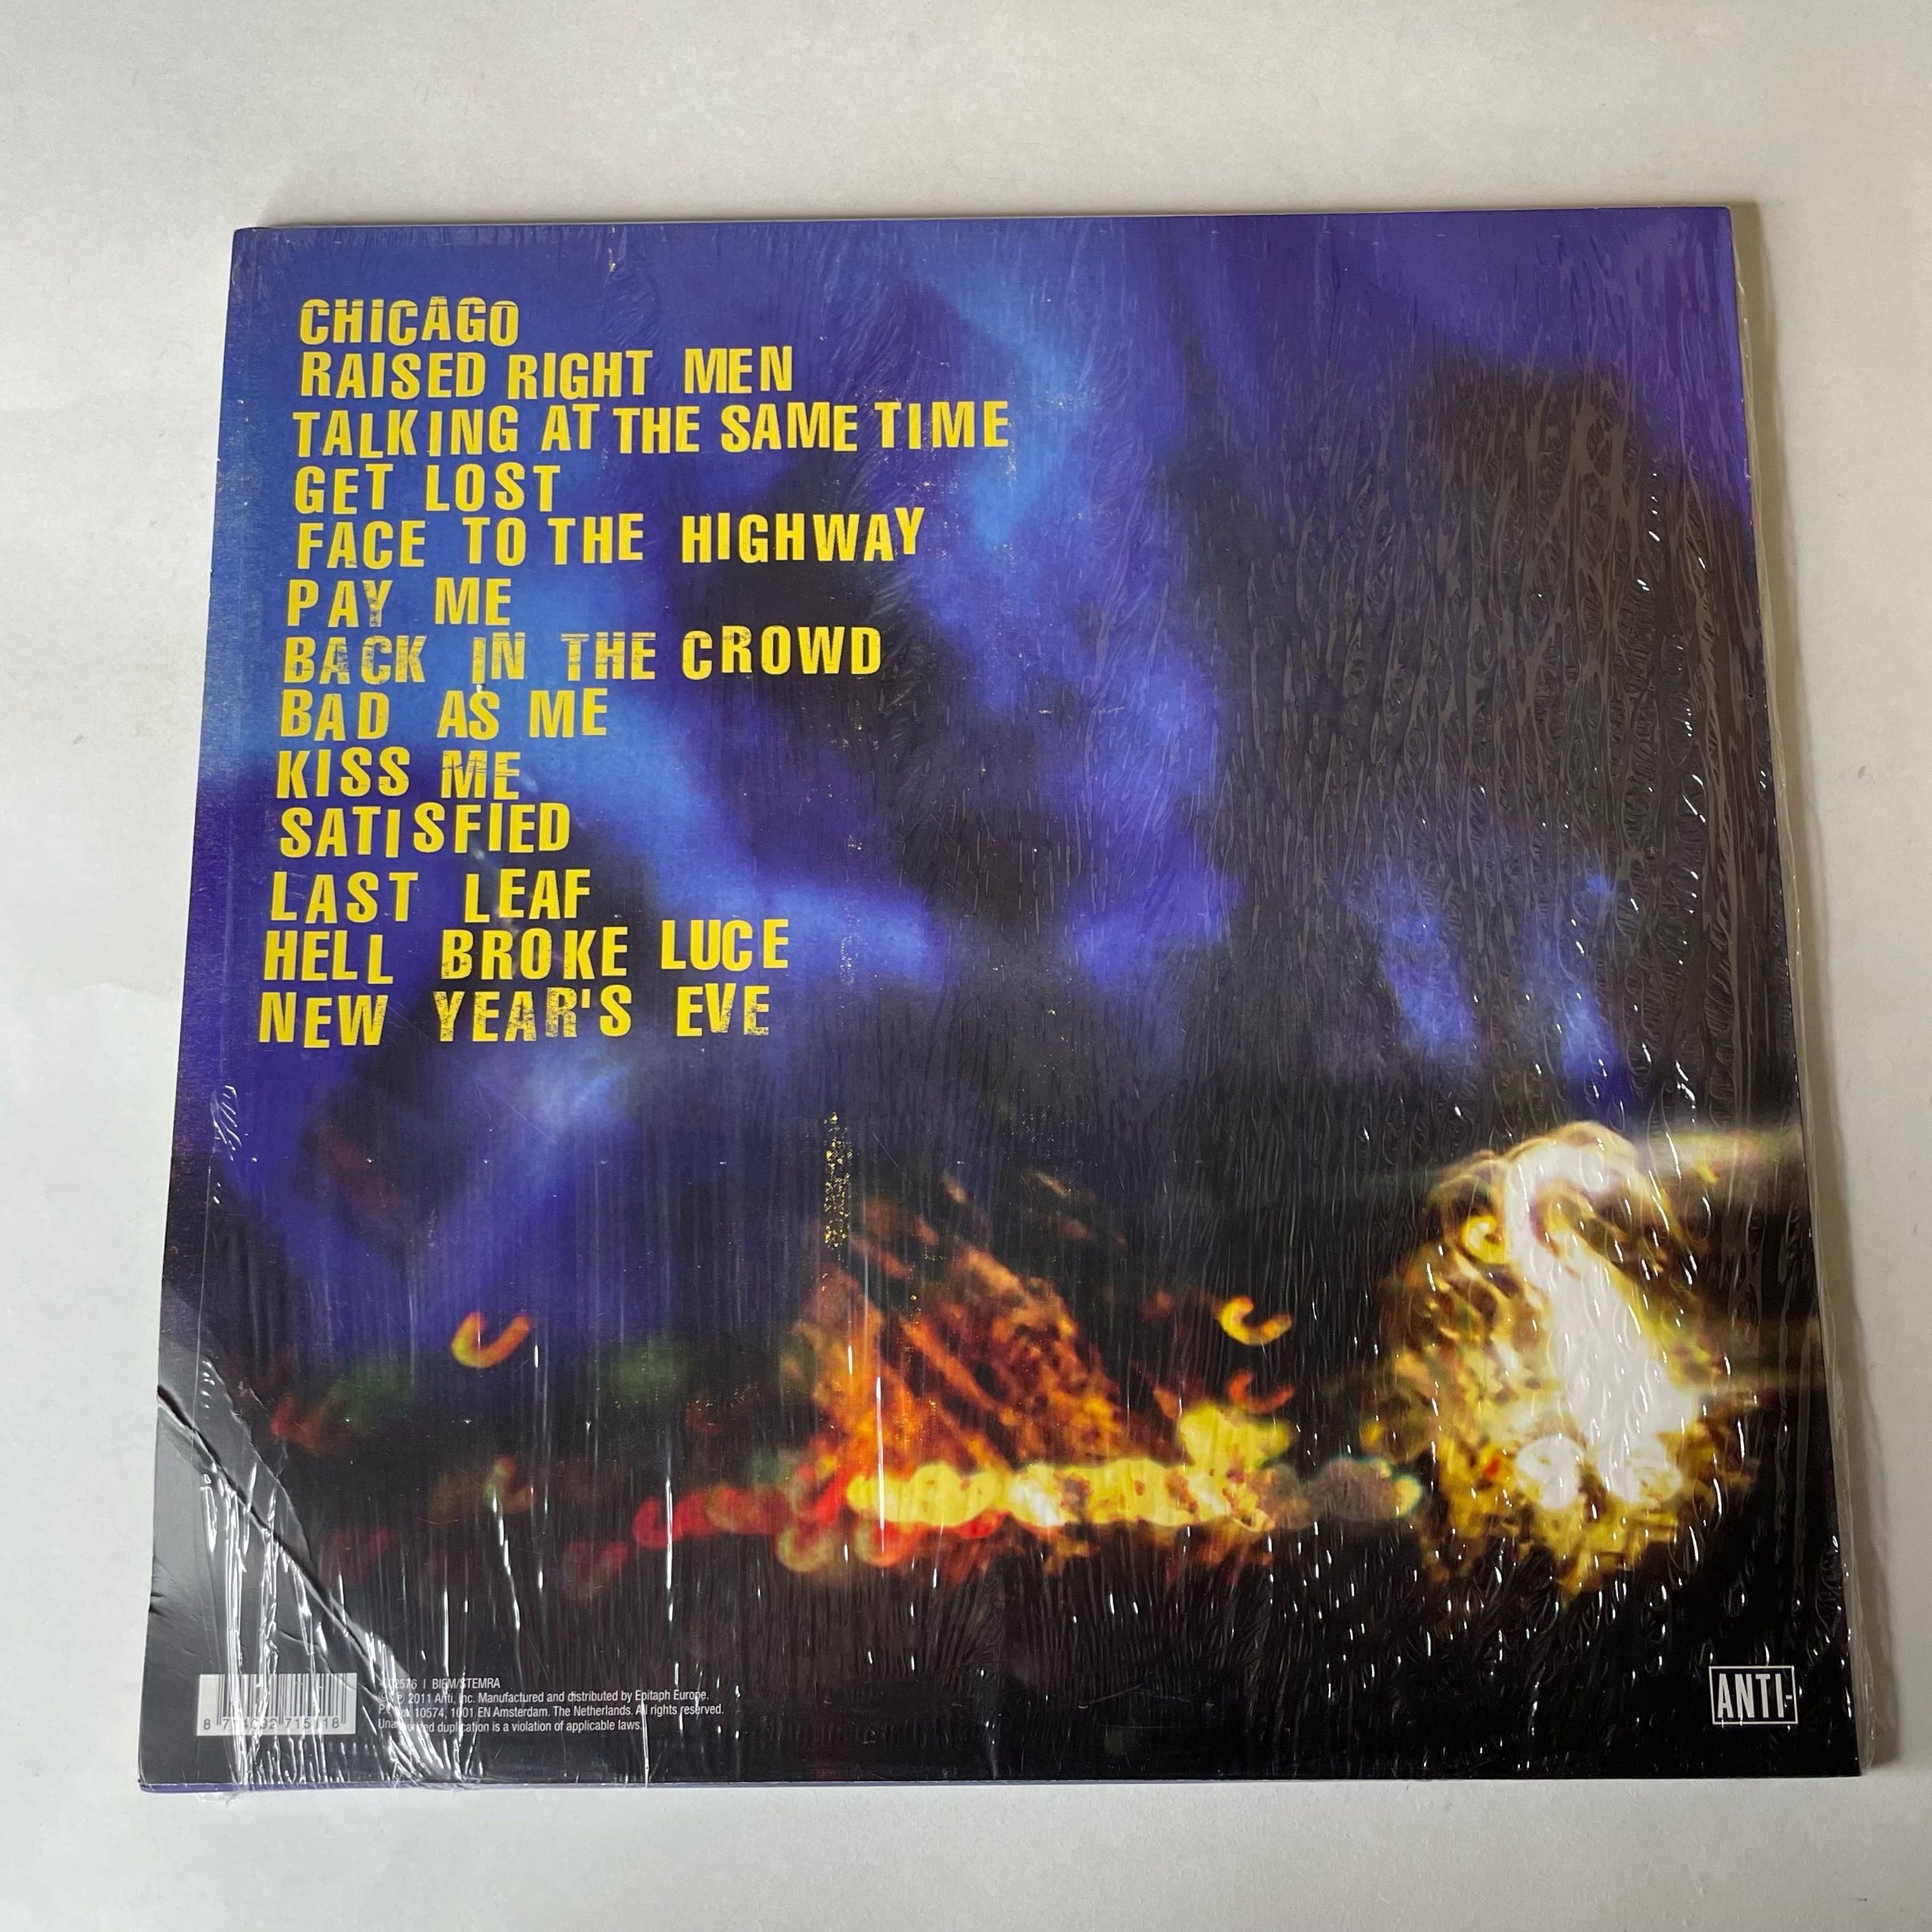 CHICAGO
RAISED RIGHT MEN
TALKING AT THE SAME TIME
GET LOST
FACE TO THE HIGHWAY
PAY ME
BACK IN THE CROWD
BAD AS ME
KISS ME
SATISFIED
LAST LEAF
HELL BROKE LUCE
NEW YEAR'S EVE
BIEM/STEMRA
2011 Anti, Inc. Manufactured and distributed by Epitaph Europe.
10574, 1001 EN Amsterdam. The Netherlands. All rights reserved.
duplication is a violation of applicable laws.
ANTI-